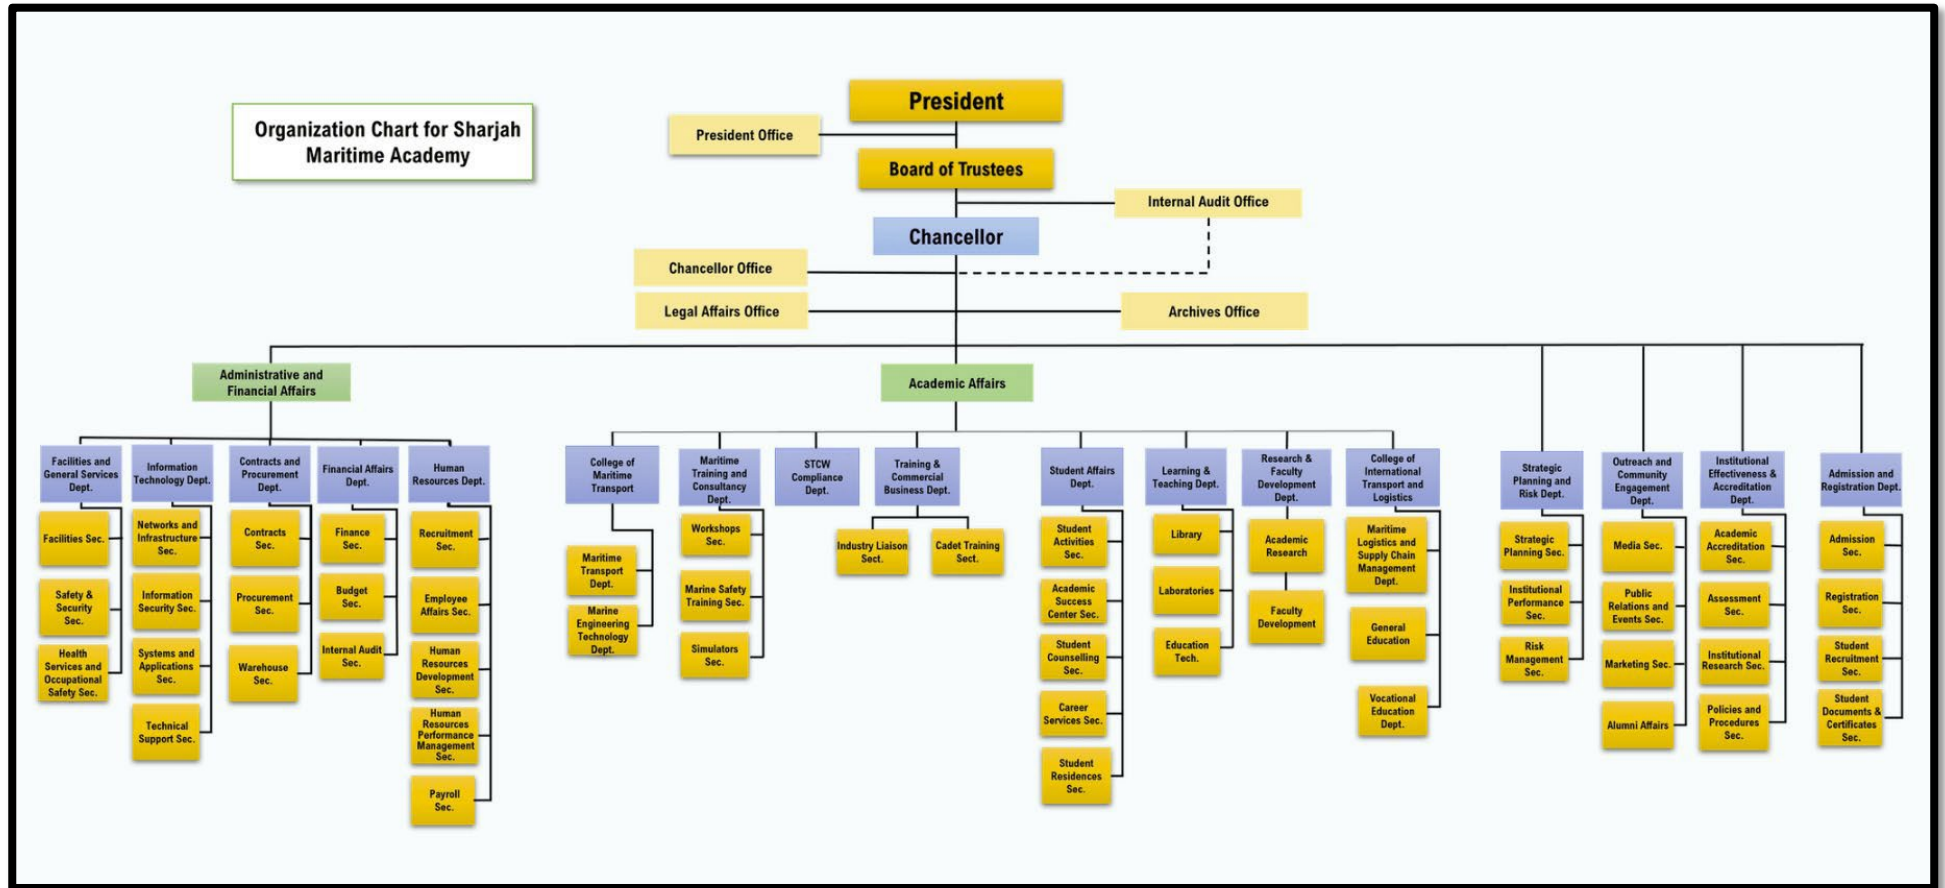 Organization Chart for Sharjah
Maritime Academy
President
President Office
Board of Trustees
Internal Audit Office
Chancellor
Chancellor Office
Legal Affairs Office
Archives Office
Administrative and
Financial Affairs
Academic Affairs
Facilities and
General Services
Dept.
Information
Technology Dept.
Contracts and
Procurement
Dept.
Financial Affairs
Dept.
Human
Resources Dept.
College of
Maritime
Transport
Maritime
Training and
Consultancy
Dept.
STCW
Compliance
Dept.
Training &
Commercial
Business Dept.
Student Affairs
Dept.
Learning &
Teaching Dept.
Research &
Faculty
Development
Dept.
College of
International
Transport and
Logistics
Strategic
Planning and
Risk Dept.
Outreach and
Community
Engagement
Dept.
Institutional
Effectiveness &
Accreditation
Dept.
Admission and
Registration Dept.
Facilities Sec.
Safety &
Security
Sec.
Health
Services and
Occupational
Safety Sec.
Networks and
Infrastructure
Sec.
Information
Security Sec.
Systems and
Applications
Sec.
Technical
Support Sec.
Contracts
Sec.
Procurement
Sec.
Warehouse
Sec.
Finance
Sec.
Budget
Sec.
Internal Audit
Sec.
Recruitment
Sec.
Employee
Affairs Sec.
Human
Resources
Development
Sec.
Human
Resources
Performance
Management
Sec.
Payroll
Sec.
Maritime
Transport
Dept.
Marine
Engineering
Technology
Dept.
Workshops
Sec.
Marine Safety
Training Sec.
Simulators
Sec.
Industry Liaison
Sect.
Cadet Training
Sect.
Student
Activities
Sec.
Academic
Success
Center Sec.
Student
Counselling
Sec.
Career
Services Sec.
Student
Residences
Sec.
Library
Laboratories
Education
Tech.
Academic
Research
Faculty
Development
Maritime
Logistics and
Supply Chain
Management
Dept.
General
Education
Vocational
Education
Dept.
Strategic
Planning Sec.
Institutional
Performance
Sec.
Risk
Management
Sec.
Media Sec.
Public
Relations and
Events Sec.
Marketing Sec.
Alumni Affairs
Academic
Accreditation
Sec.
Assessment
Sec.
Institutional
Research Sec.
Policies and
Procedures
Sec.
Admission
Sec.
Registration
Sec.
Student
Recruitment
Sec.
Student
Documents &
Certificates
Sec.